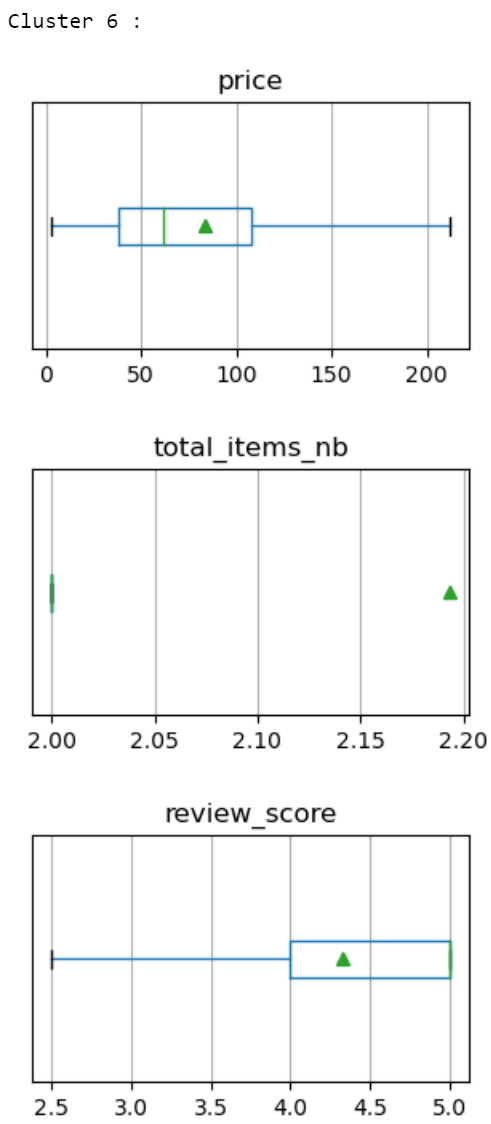 Cluster 6 :
price
0 50 100 150 200
total_items_nb
2.00 2.05 2.10 2.15 2.20
review_score
2.5 3.0 3.5 4.0 4.5 5.0